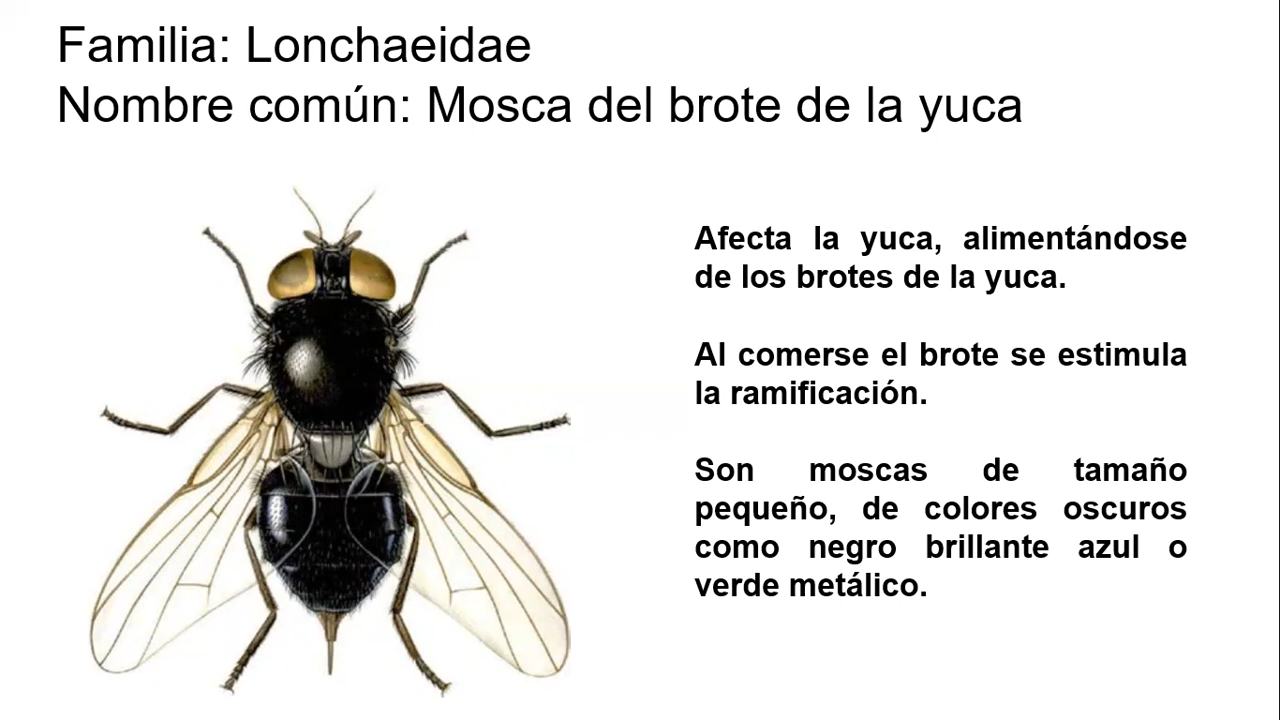 Familia: Lonchaeidae
Nombre común: Mosca del brote de la yuca
Afecta la yuca, alimentándose
de los brotes de la yuca.
Al comerse el brote se estimula
la ramificación.
Son moscas de tamaño
pequeño, de colores oscuros
como negro brillante azul o
verde metálico.